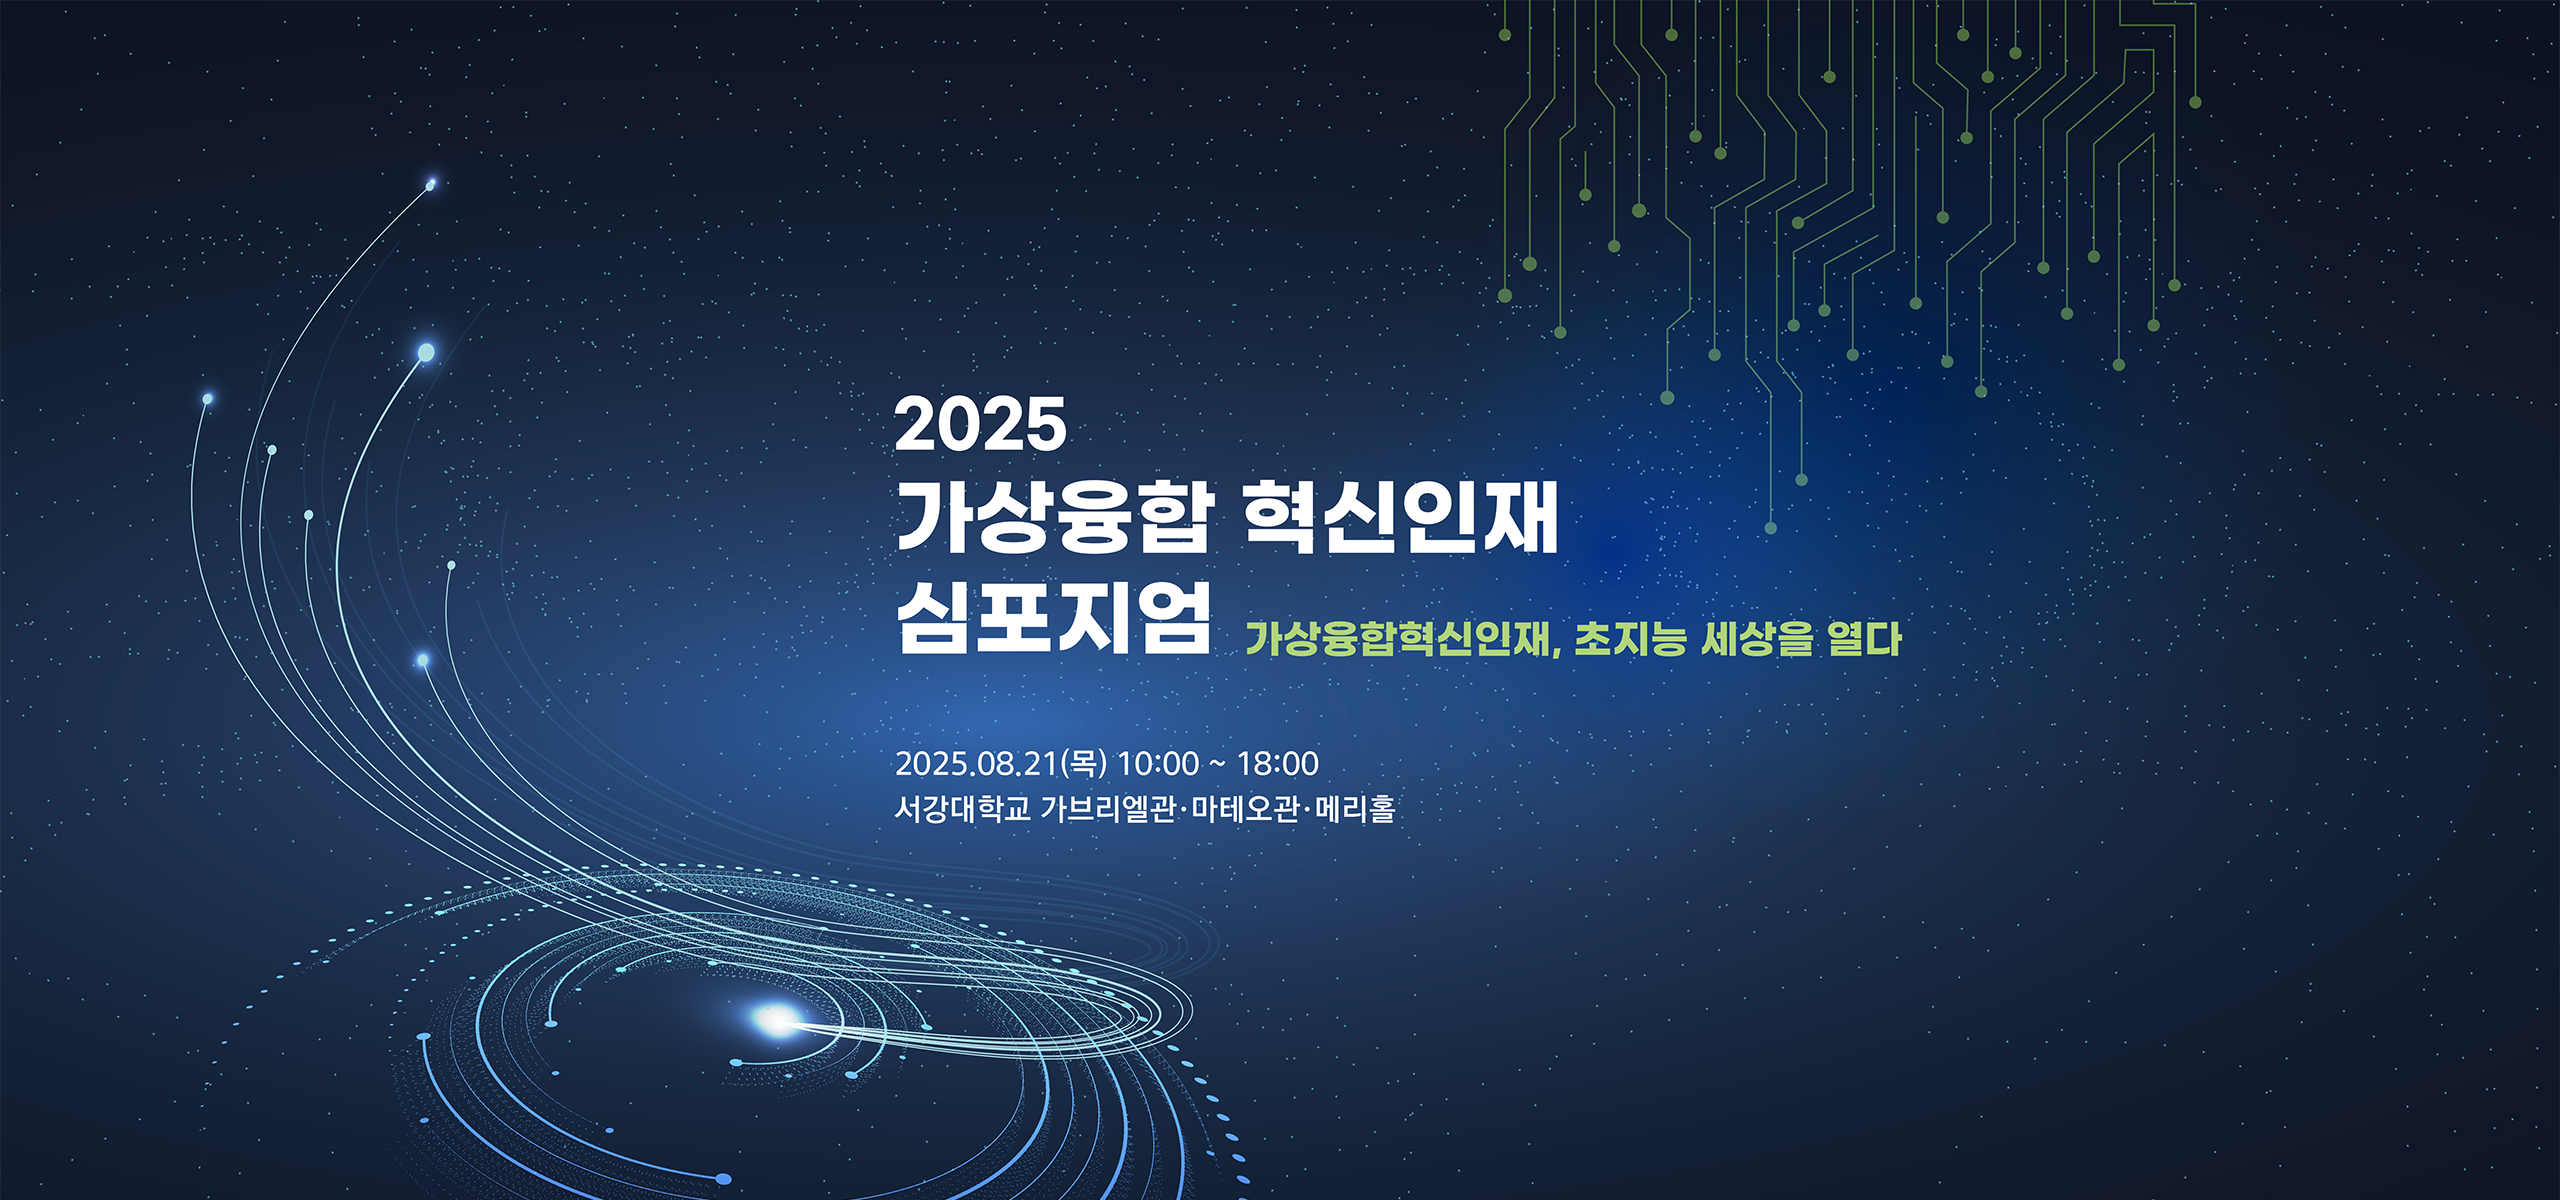 2025
가상융합 혁신인재
심포지엄 가상융합혁신인재, 초지능 세상을 열다
2025.08.21(목) 10:00 ~ 18:00
서강대학교 가브리엘관·마테오관·메리홀